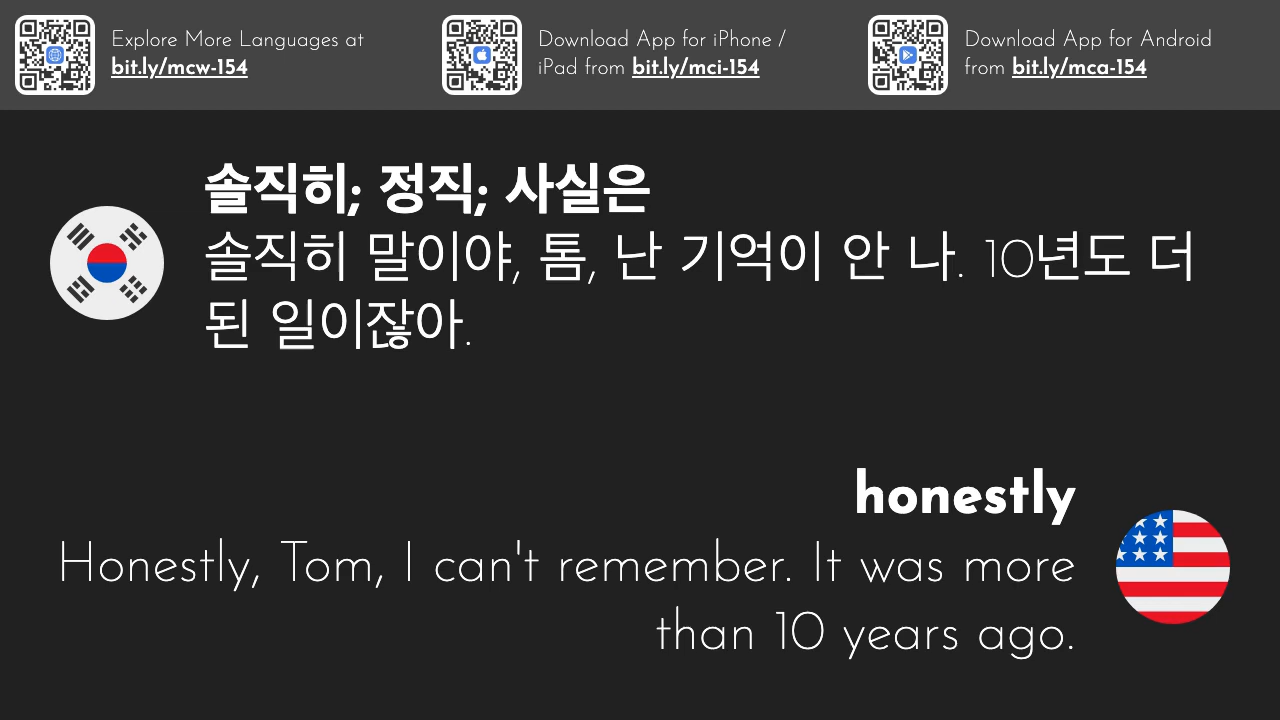 Explore More Languages at
bit.ly/mcw-154
Download App for iPhone /
iPad from bit.ly/mci-154
Download App for Android
from bit.ly/mca-154
솔직히; 정직; 사실은
솔직히 말이야, 톰, 난 기억이 안 나. 10년도 더
된 일이잖아.
honestly
Honestly, Tom, I can't remember. It was more
than 10 years ago.